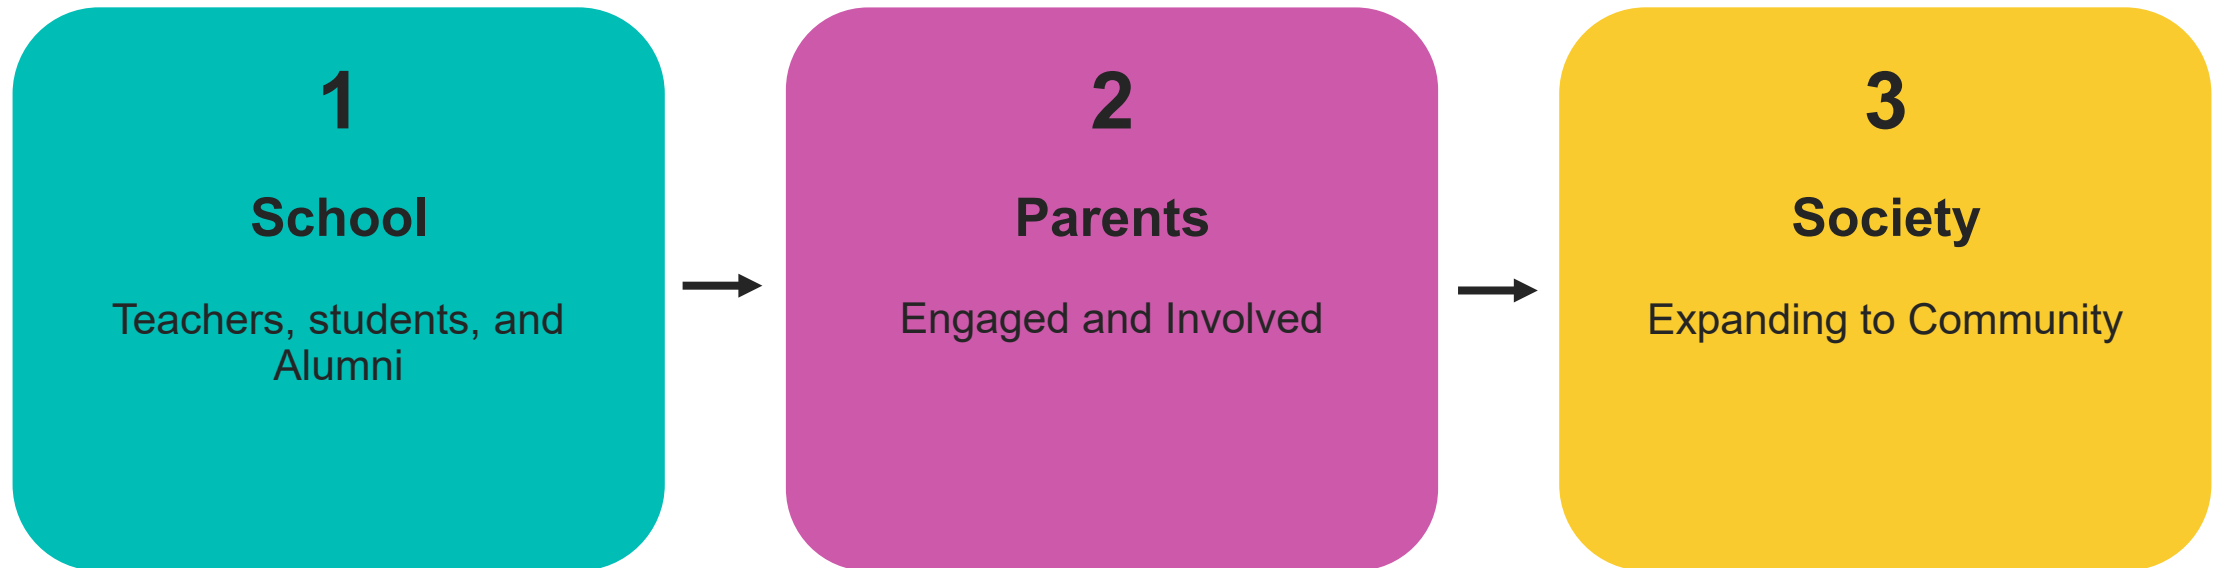 1
School
Teachers, students, and
Alumni
2
Parents
Engaged and Involved
3
Society
Expanding to Community